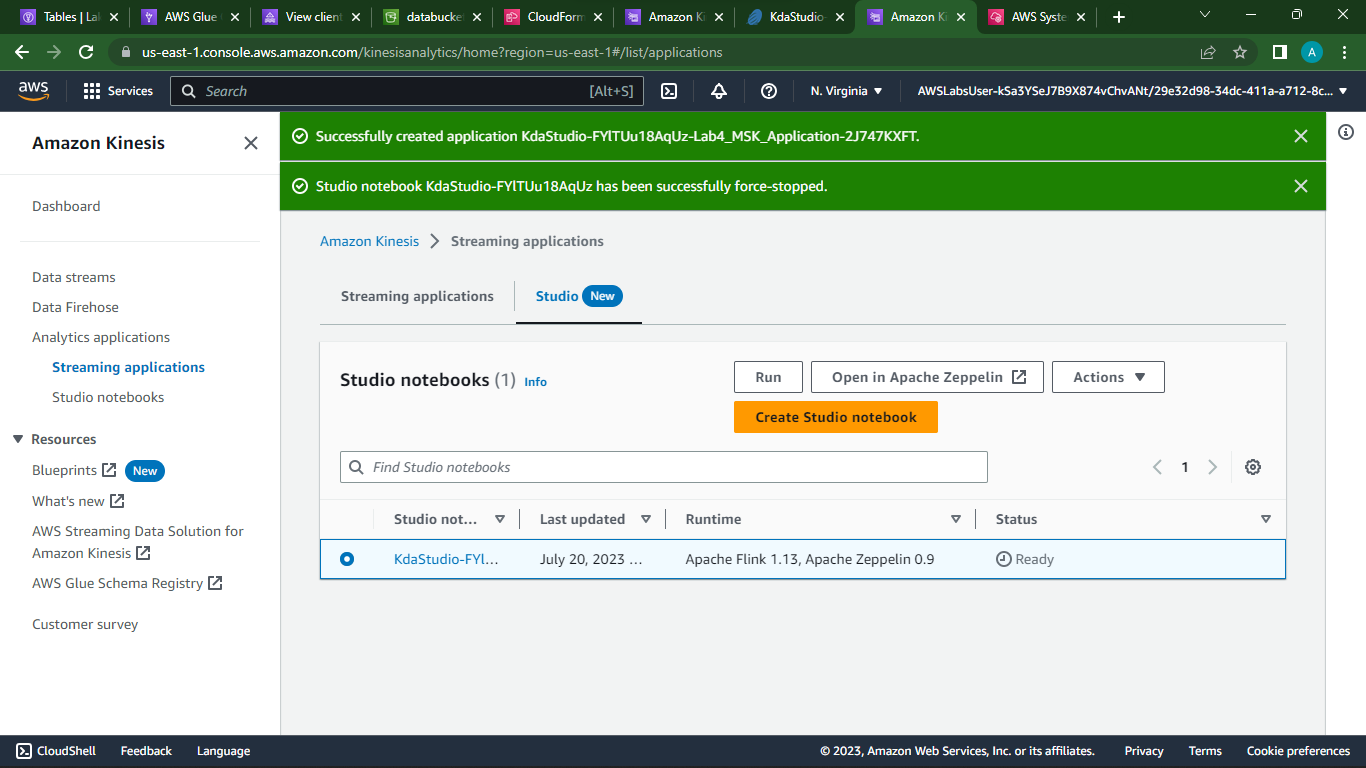 Tables | Lak
AWS Glue
View client
databucke
CloudForm
Amazon Ki
KdaStudio-
Amazon Ki
AWS Syste
us-east-1.console.aws.amazon.com/kinesisanalytics/home?region=us-east-1#/list/applications
A
aws
Services
Search
[Alt+S]
N. Virginia
AWSLabsUser-kSa3YSeJ7B9X874vChvANt/29e32d98-34dc-411a-a712-8c...
Amazon Kinesis
Dashboard
Data streams
Data Firehose
Analytics applications
Streaming applications
Studio notebooks
Resources
Blueprints New
What's new
AWS Streaming Data Solution for
Amazon Kinesis
AWS Glue Schema Registry
Customer survey
Successfully created application KdaStudio-FYlTUu18AqUz-Lab4_MSK_Application-2J747KXFT.
Studio notebook KdaStudio-FYlTUu18AqUz has been successfully force-stopped.
Amazon Kinesis > Streaming applications
Streaming applications
Studio New
Studio notebooks (1) Info
Run
Open in Apache Zeppelin
Actions
Create Studio notebook
Find Studio notebooks
1
Studio not... Last updated Runtime Status
KdaStudio-FYl... July 20, 2023 ... Apache Flink 1.13, Apache Zeppelin 0.9 Ready
CloudShell Feedback Language © 2023, Amazon Web Services, Inc. or its affiliates. Privacy Terms Cookie preferences